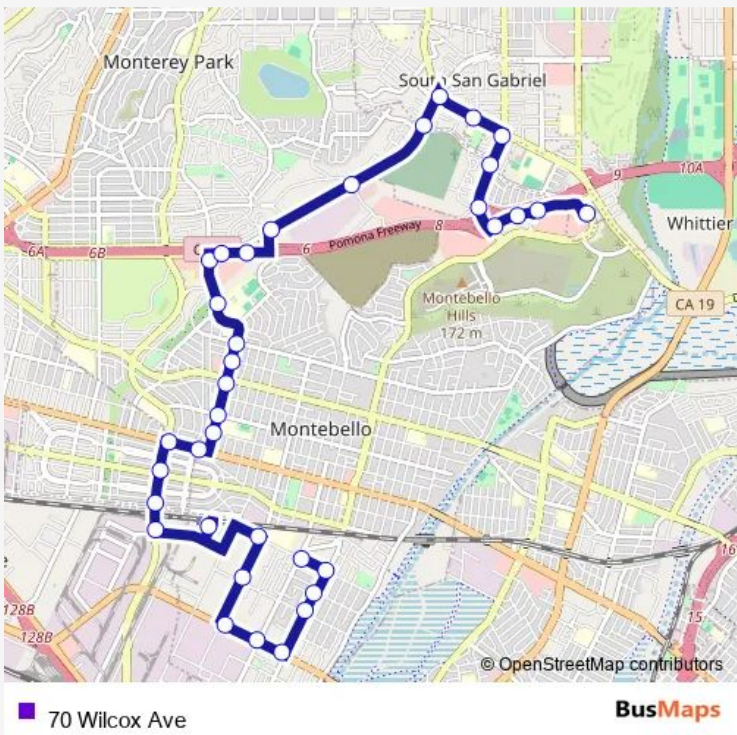 Monterey Park
South San Gabriel
9
10A
6A
6B
6
Pomona Freeway
8
Whittier
CA 19
Montebello
Hills
172 m
Montebello
128B
128B
15
16
© OpenStreetMap contributors
70 Wilcox Ave
BusMaps